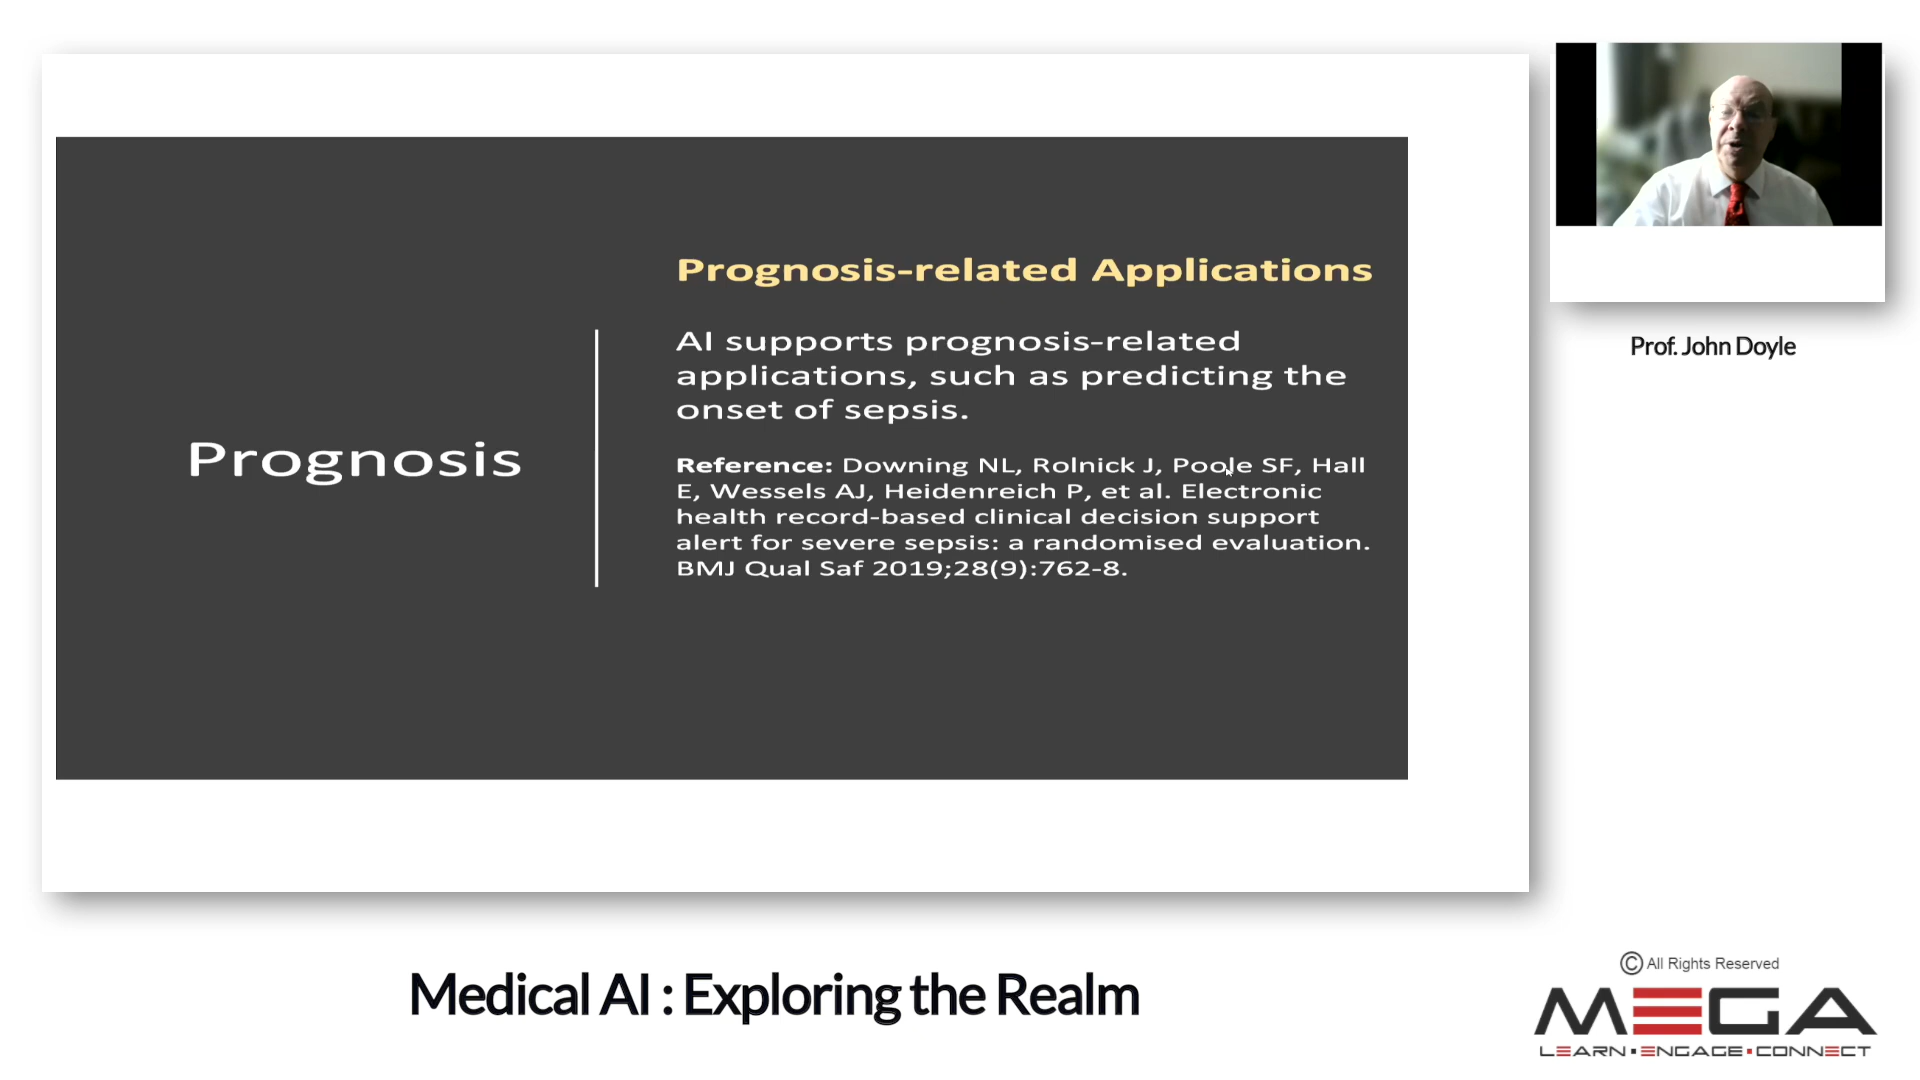 Prognosis
Prognosis-related Applications
AI supports prognosis-related
applications, such as predicting the
onset of sepsis.
Reference: Downing NL, Rolnick J, Poole SF, Hall
E, Wessels AJ, Heidenreich P, et al. Electronic
health record-based clinical decision support
alert for severe sepsis: a randomised evaluation.
BMJ Qual Saf 2019;28(9):762-8.
Prof. John Doyle
Medical AI : Exploring the Realm
© All Rights Reserved
MEGA
LEARN▪ENGAGE▪CONNECT